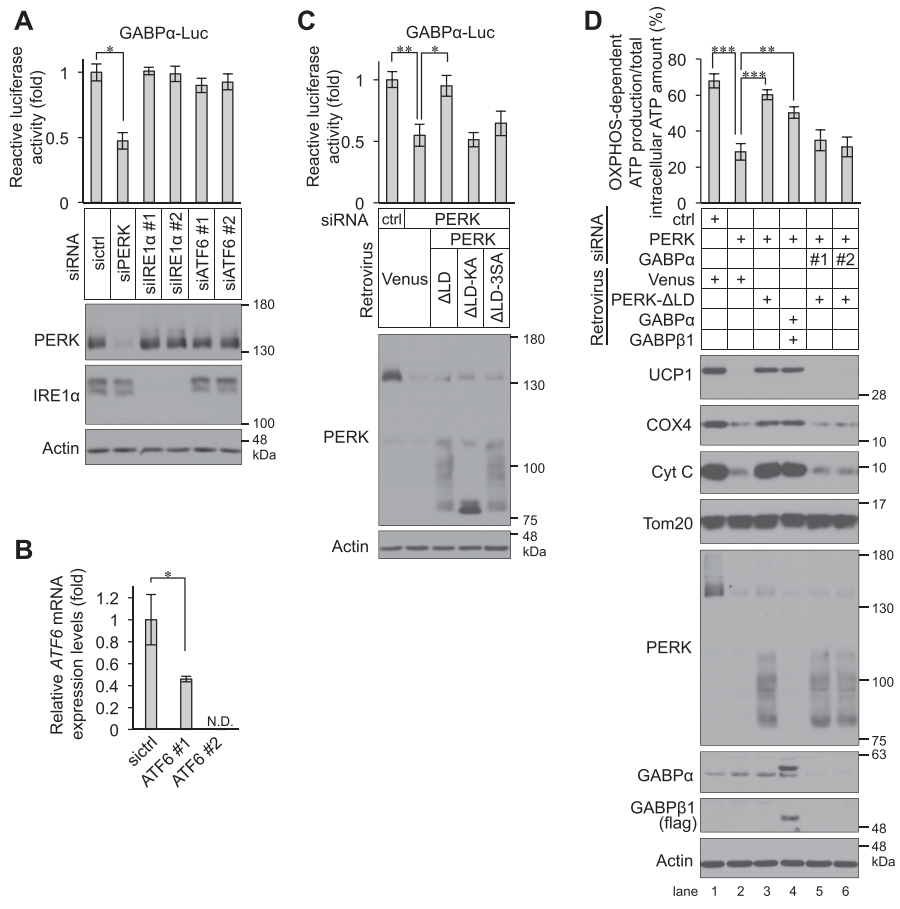 A
GABPα-Luc
*
Reactive luciferase
activity (fold)
1
0.5
0
siRNA
sictrl
siPERK
siIRE1α #1
siIRE1α #2
siATF6 #1
siATF6 #2
PERK
180
130
IRE1α
100
Actin
48
kDa
B
Relative ATF6 mRNA
expression levels (fold)
*
1.2
1
0.8
0.6
0.4
0.2
0
N.D.
sictrl
ATF6 #1
ATF6 #2
C
GABPα-Luc
** *
Reactive luciferase
activity (fold)
1
0.5
0
siRNA ctrl PERK
Retrovirus
Venus
PERK
ΔLD
ΔLD-KA
ΔLD-3SA
PERK
180
130
100
75
Actin
48
kDa
D
OXPHOS-dependent
ATP production/total
intracellular ATP amount (%)
*** **
***
80
60
40
20
0
siRNA
ctrl +
PERK + + + + +
GABPα #1 #2
Retrovirus
Venus + +
PERK-ΔLD + + +
GABPα +
GABPβ1 +
UCP1
28
COX4
10
Cyt C
10
Tom20
17
PERK
180
130
100
75
GABPα
63
GABPβ1
(flag)
48
Actin
48
kDa
lane 1 2 3 4 5 6